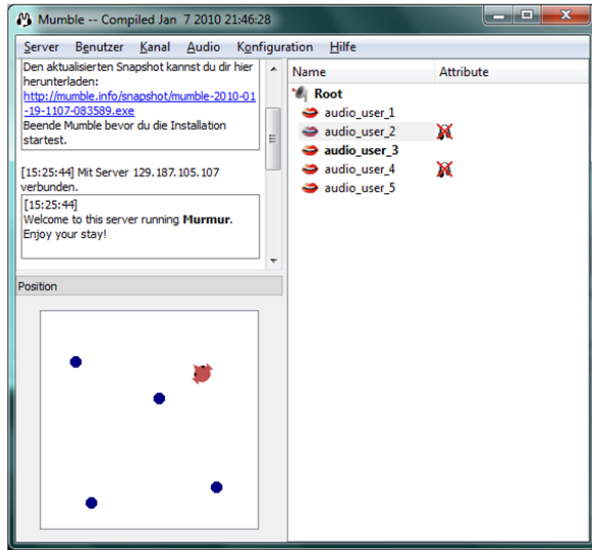 Mumble -- Compiled Jan 7 2010 21:46:28
Server Benutzer Kanal Audio Konfiguration Hilfe
Den aktualisierten Snapshot kannst du dir hier
herunterladen:
http://mumble.info/snapshot/mumble-2010-01
-19-1107-083589.exe
Beende Mumble bevor du die Installation
startest.
[15:25:44] Mit Server 129.187.105.107
verbunden.
[15:25:44]
Welcome to this server running Murmur.
Enjoy your stay!
Position
Name Attribute
Root
audio_user_1
audio_user_2
audio_user_3
audio_user_4
audio_user_5